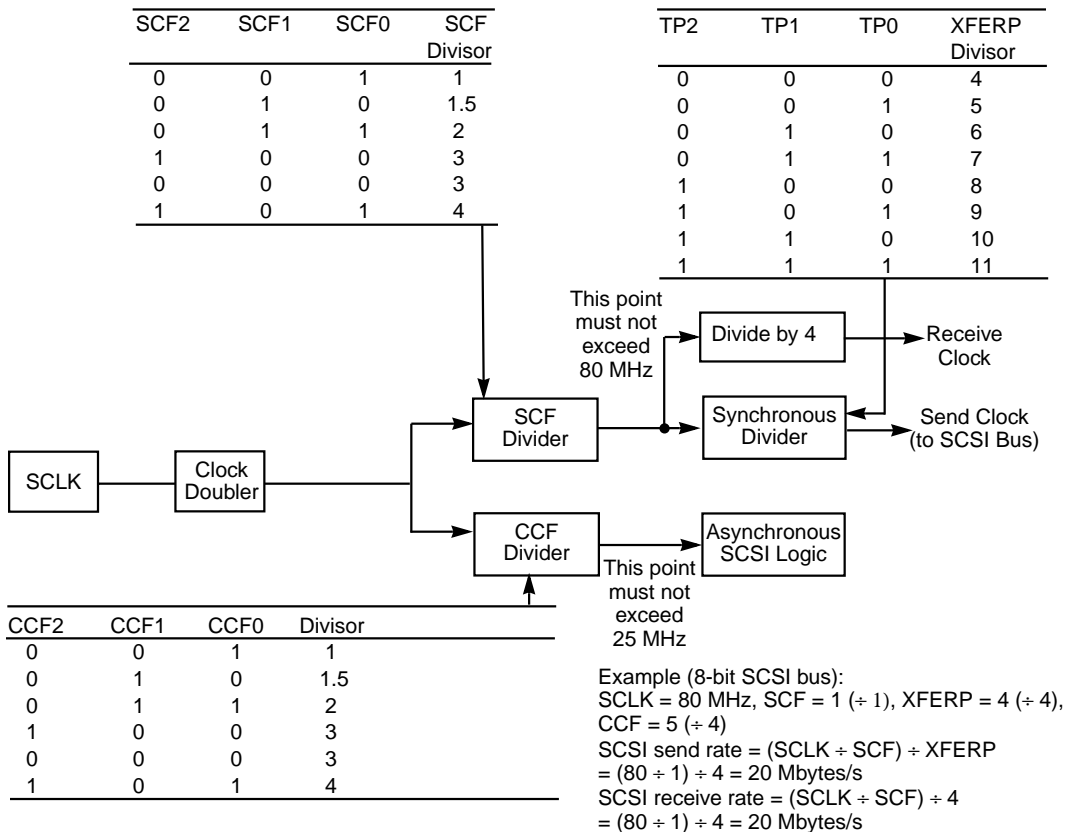 SCF2 SCF1 SCF0 SCF
Divisor
0 0 1 1
0 1 0 1.5
0 1 1 2
1 0 0 3
0 0 0 3
1 0 1 4
TP2 TP1 TP0 XFERP
Divisor
0 0 0 4
0 0 1 5
0 1 0 6
0 1 1 7
1 0 0 8
1 0 1 9
1 1 0 10
1 1 1 11
This point
must not
exceed
80 MHz
Divide by 4
Receive
Clock
SCF
Divider
Synchronous
Divider
Send Clock
(to SCSI Bus)
SCLK
Clock
Doubler
CCF
Divider
Asynchronous
SCSI Logic
This point
must not
exceed
25 MHz
CCF2 CCF1 CCF0 Divisor
0 0 1 1
0 1 0 1.5
0 1 1 2
1 0 0 3
0 0 0 3
1 0 1 4
Example (8-bit SCSI bus):
SCLK = 80 MHz, SCF = 1 (÷ 1), XFERP = 4 (÷ 4),
CCF = 5 (÷ 4)
SCSI send rate = (SCLK ÷ SCF) ÷ XFERP
= (80 ÷ 1) ÷ 4 = 20 Mbytes/s
SCSI receive rate = (SCLK ÷ SCF) ÷ 4
= (80 ÷ 1) ÷ 4 = 20 Mbytes/s